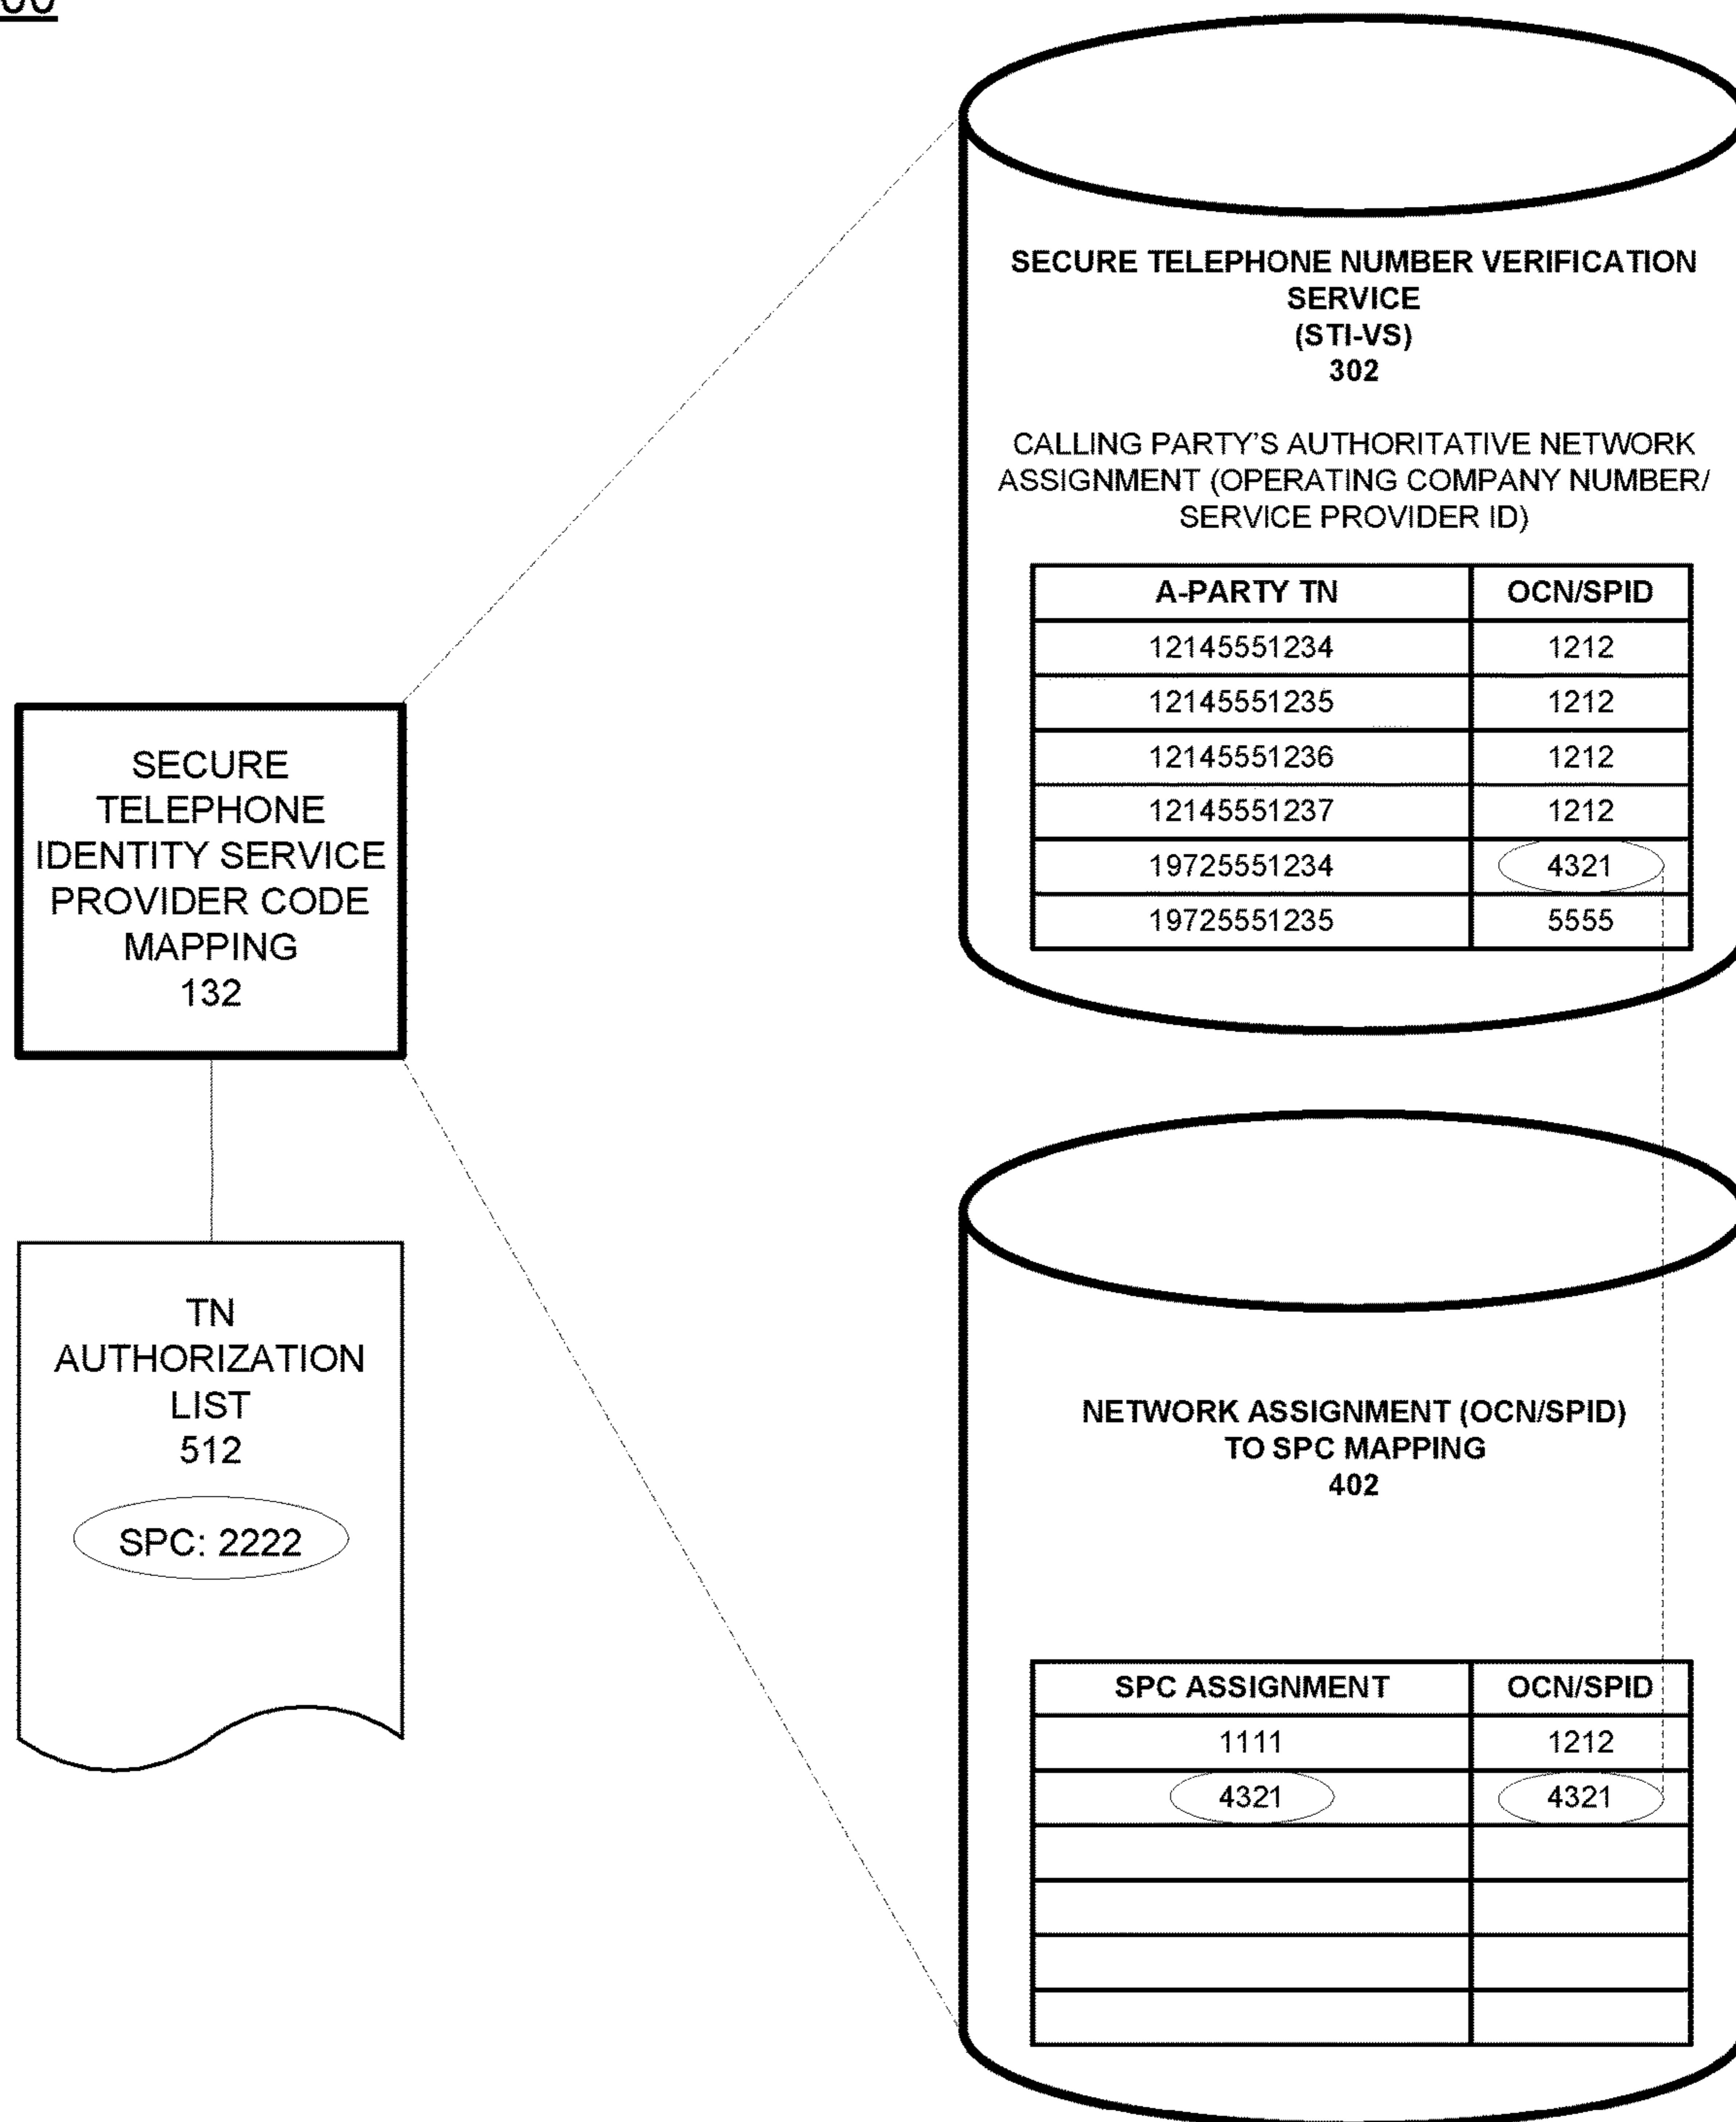 SECURE TELEPHONE NUMBER VERIFICATION
SERVICE
(STI-VS)
302
CALLING PARTY'S AUTHORITATIVE NETWORK
ASSIGNMENT (OPERATING COMPANY NUMBER/
SERVICE PROVIDER ID)
A-PARTY TN OCN/SPID
12145551234 1212
12145551235 1212
12145551236 1212
12145551237 1212
19725551234 4321
19725551235 5555
SECURE
TELEPHONE
IDENTITY SERVICE
PROVIDER CODE
MAPPING
132
TN
AUTHORIZATION
LIST
512
SPC: 2222
NETWORK ASSIGNMENT (OCN/SPID)
TO SPC MAPPING
402
SPC ASSIGNMENT OCN/SPID
1111 1212
4321 4321